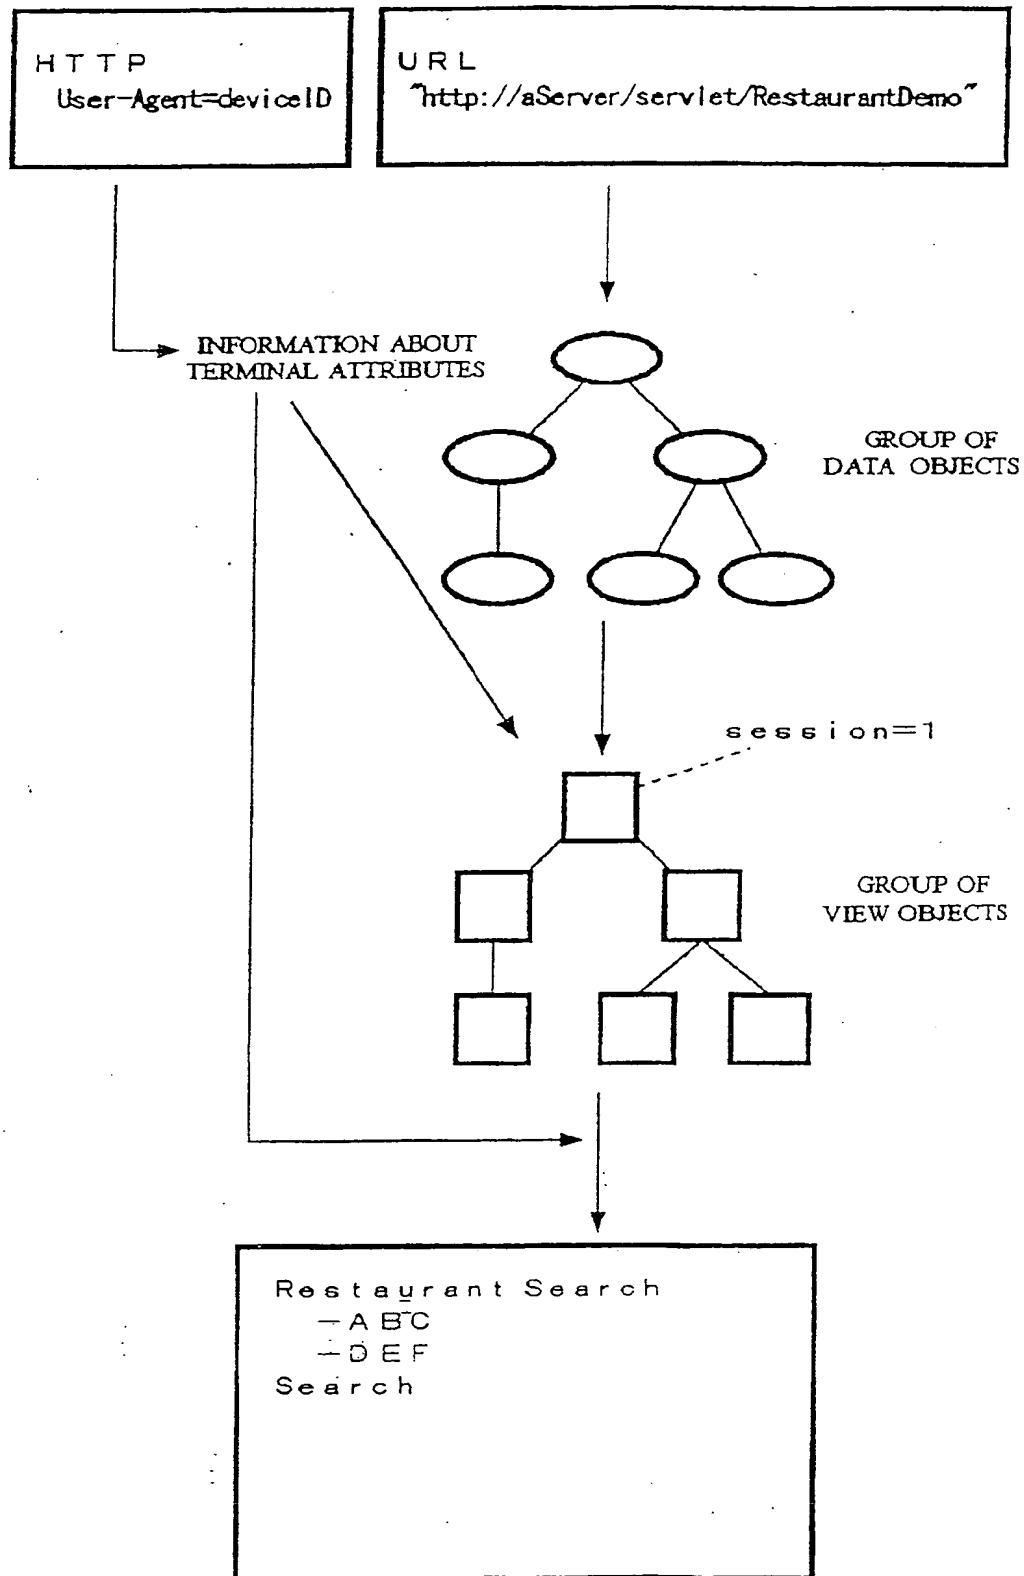 HTTP
User-Agent=deviceID
URL
"http://aServer/servlet/RestaurantDemo"
INFORMATION ABOUT
TERMINAL ATTRIBUTES
GROUP OF
DATA OBJECTS
session=1
GROUP OF
VIEW OBJECTS
Restaurant Search
-ABC
-DEF
Search